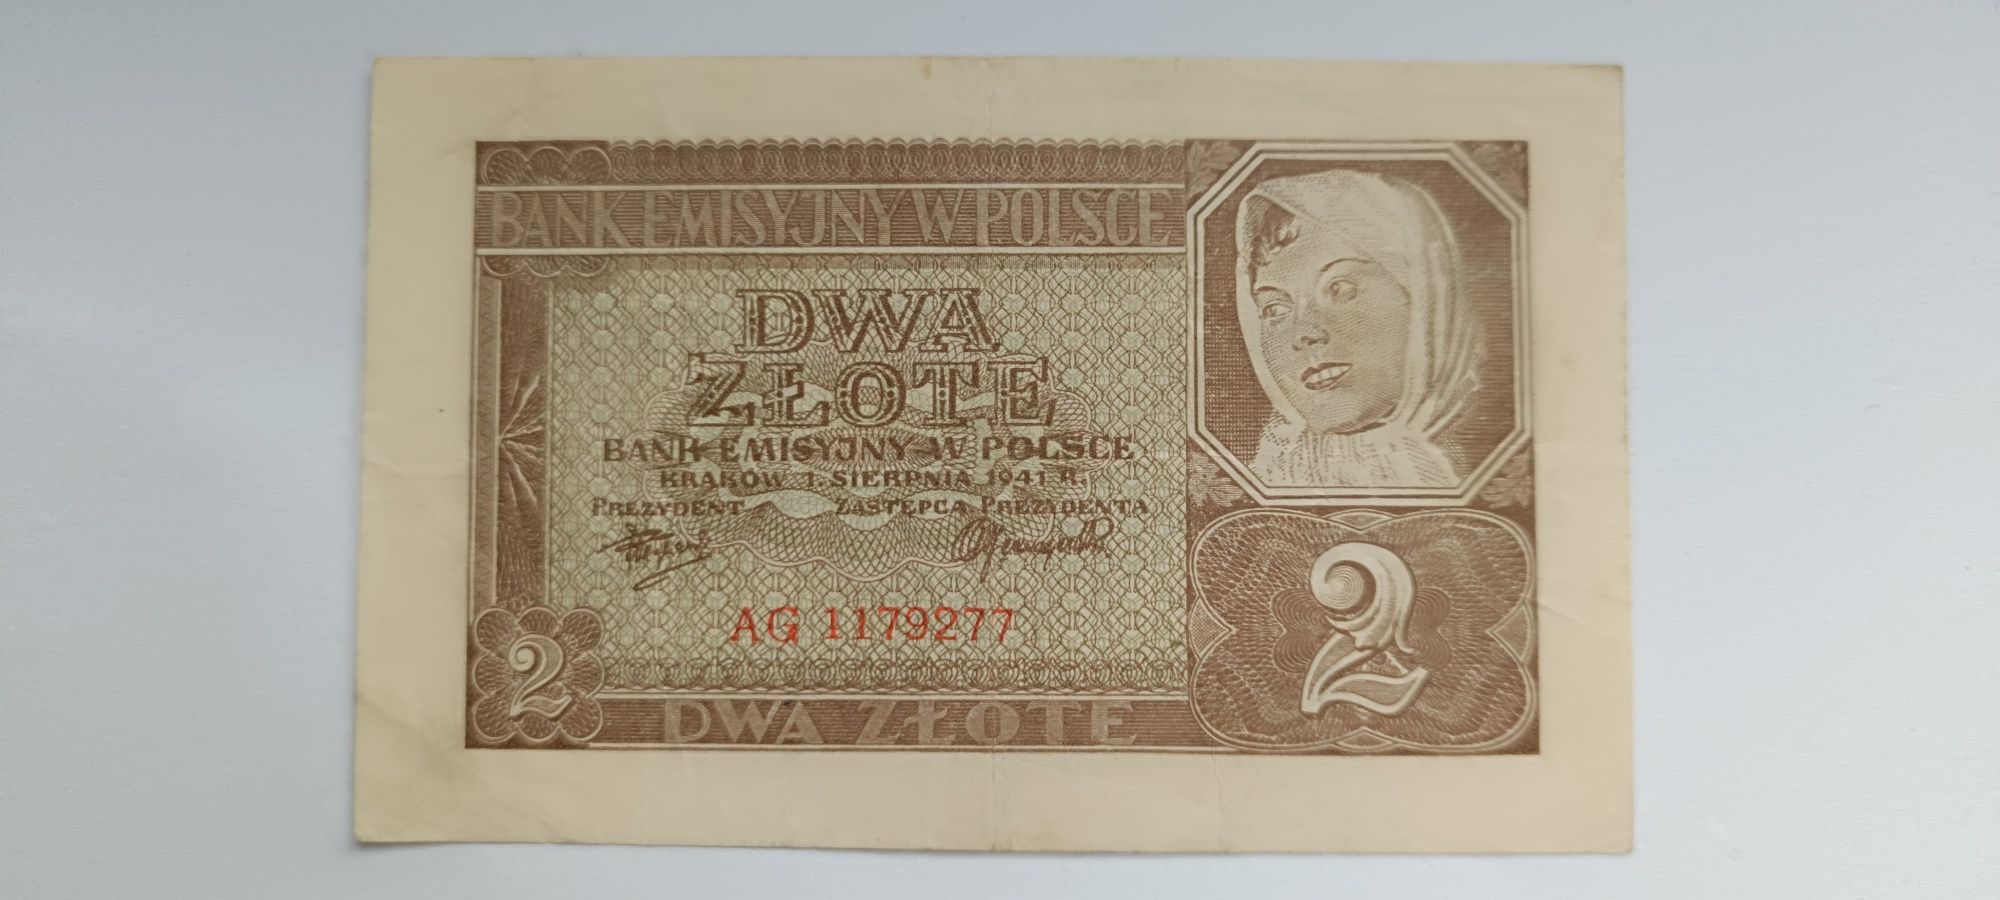 BANK EMISYJNY W POLSCE
DWA
ZŁOTE
BANK EMISYJNY W POLSCE
KRAKÓW 1. SIERPNIA 1941 R.
PREZYDENT ZASTĘPCA PREZYDENTA
AG 1179277
2
DWA ZŁOTE
2